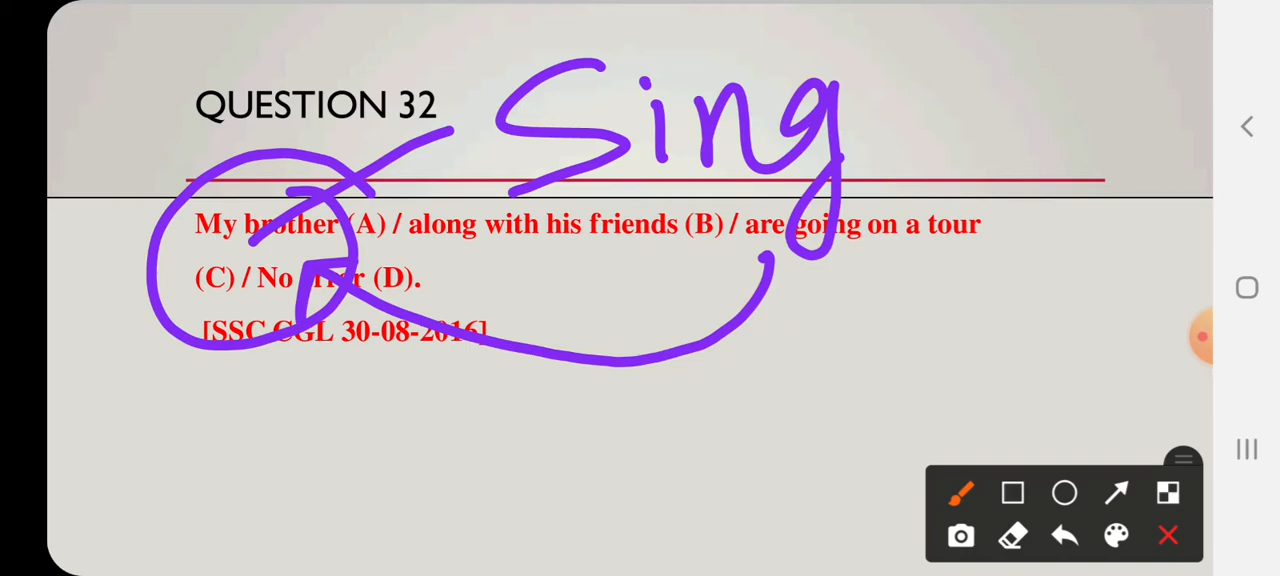 QUESTION 32
Sing
My brother (A) / along with his friends (B) / are going on a tour
(C) / No error (D).
[SSC CGL 30-08-2016]